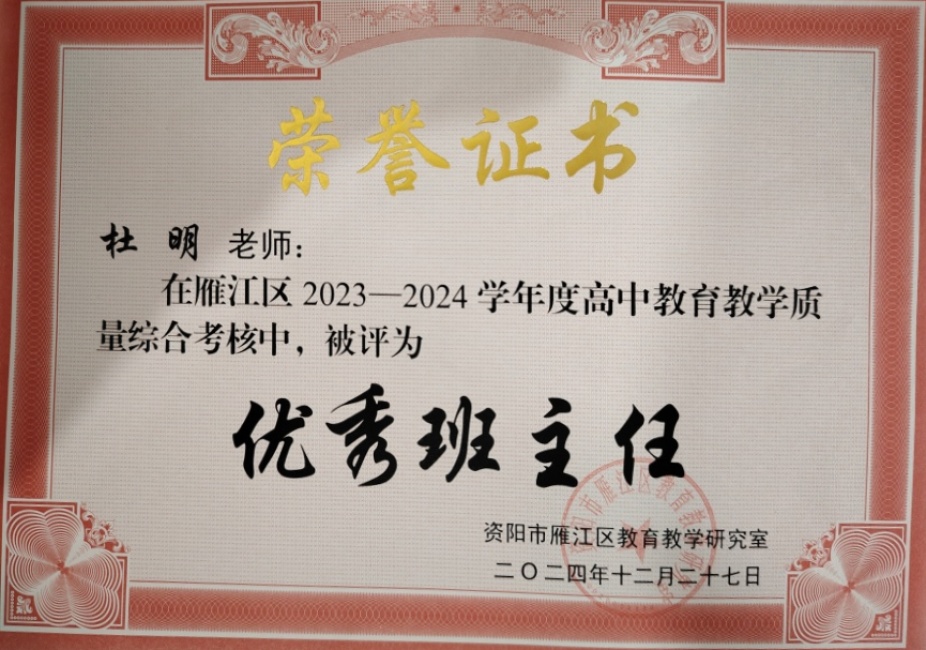 荣誉证书
杜 明 老师：
在雁江区 2023—2024 学年度高中教育教学质
量综合考核中，被评为
优秀班主任
资阳市雁江区教育教学研究室
二〇二四年十二月二十七日